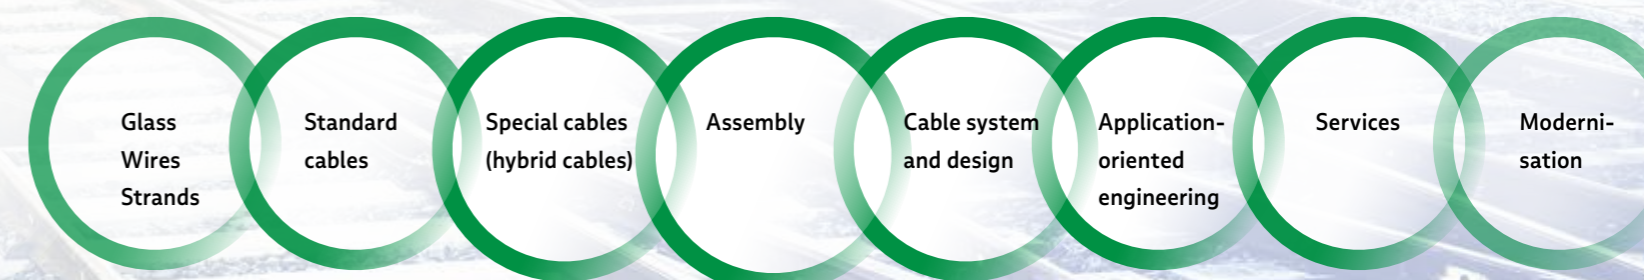 Glass
Wires
Strands
Standard
cables
Special cables
(hybrid cables)
Assembly
Cable system
and design
Application-
oriented
engineering
Services
Moderni-
sation